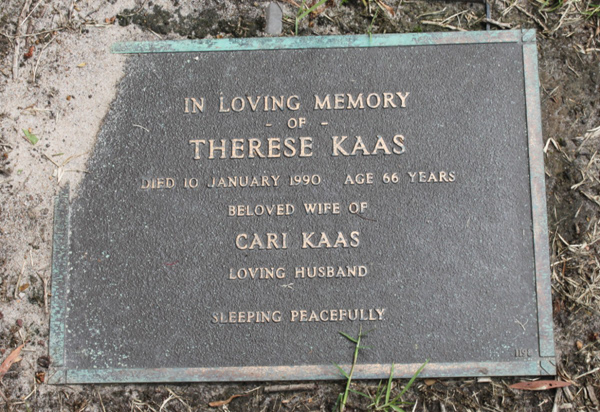 IN LOVING MEMORY
- OF -
THERESE KAAS
DIED 10 JANUARY 1990 AGE 66 YEARS
BELOVED WIFE OF
CARI KAAS
LOVING HUSBAND
SLEEPING PEACEFULLY